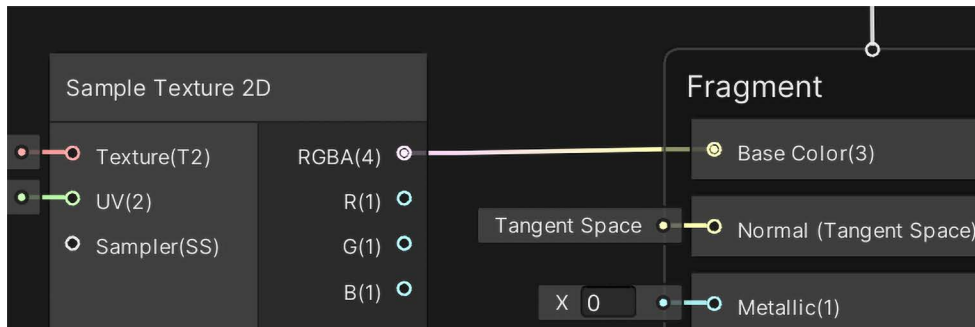 Sample Texture 2D
Texture(T2)
RGBA(4)
UV(2)
R(1)
Sampler(SS)
G(1)
B(1)
Fragment
Base Color(3)
Tangent Space
Normal (Tangent Space)
X 0
Metallic(1)